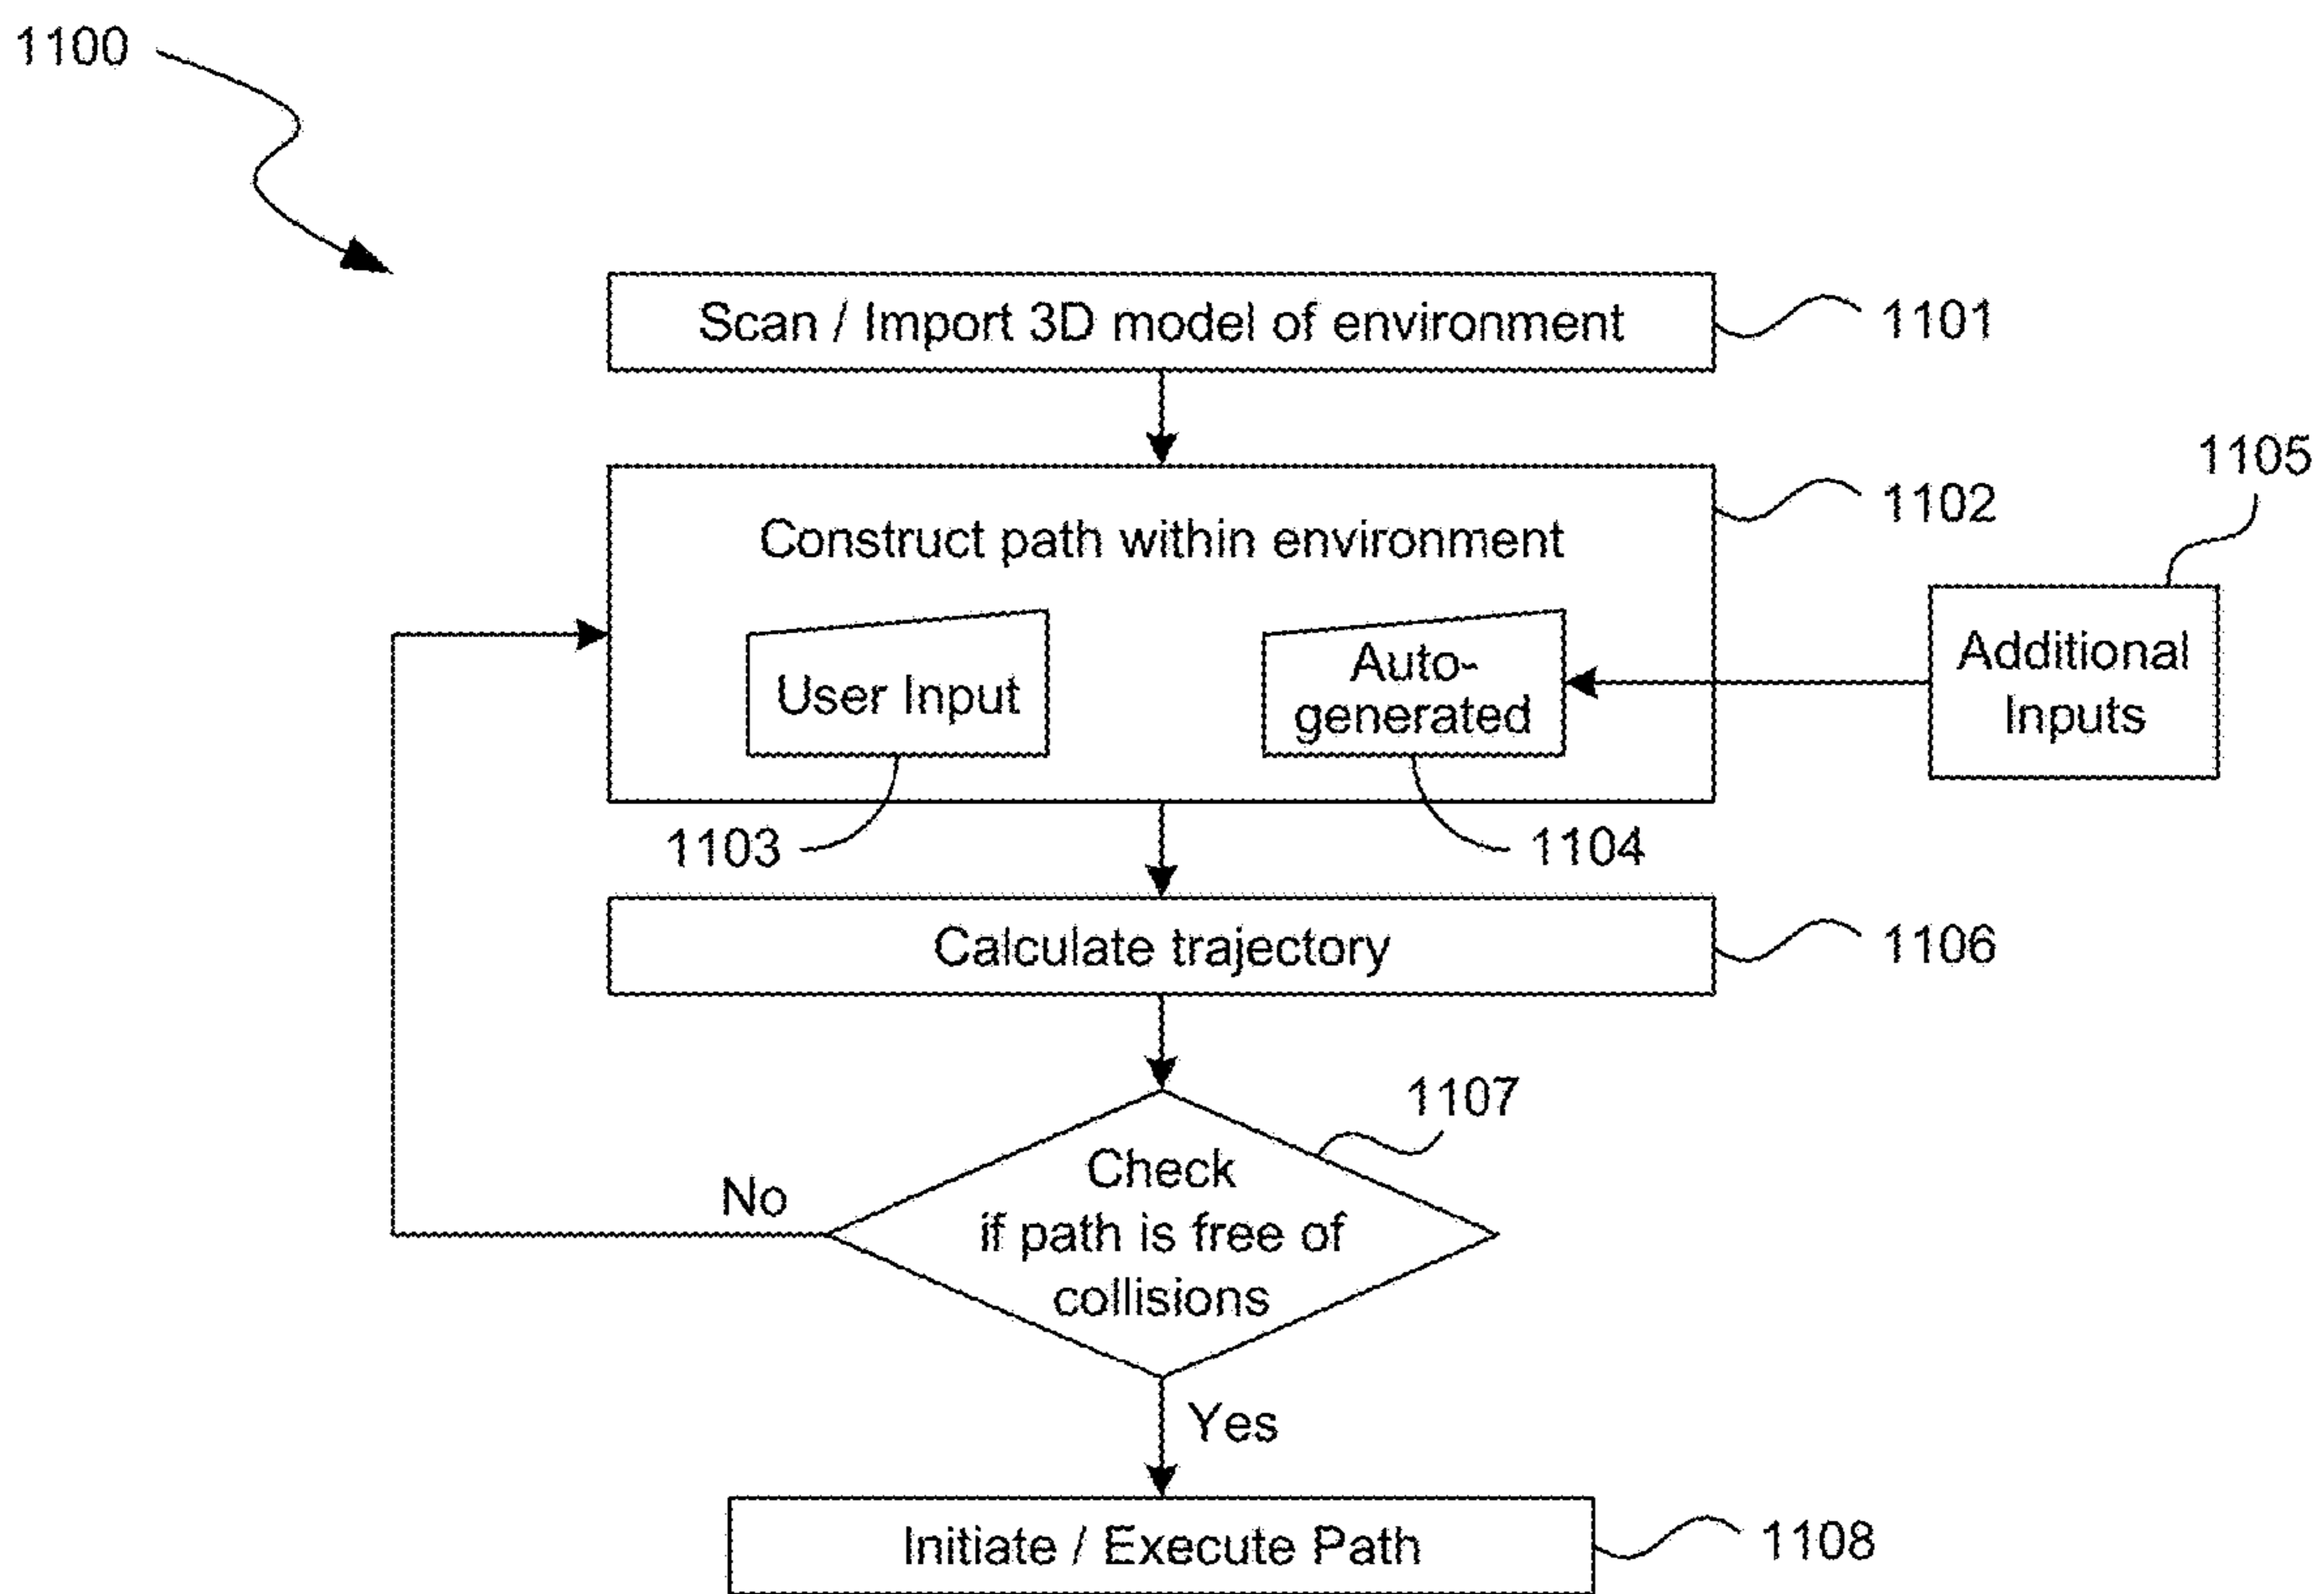 1100
Scan / Import 3D model of environment
1101
1105
1102
Construct path within environment
User Input
Auto-
generated
Additional
Inputs
1103
1104
Calculate trajectory
1106
1107
Check
if path is free of
collisions
No
Yes
Initiate / Execute Path
1108